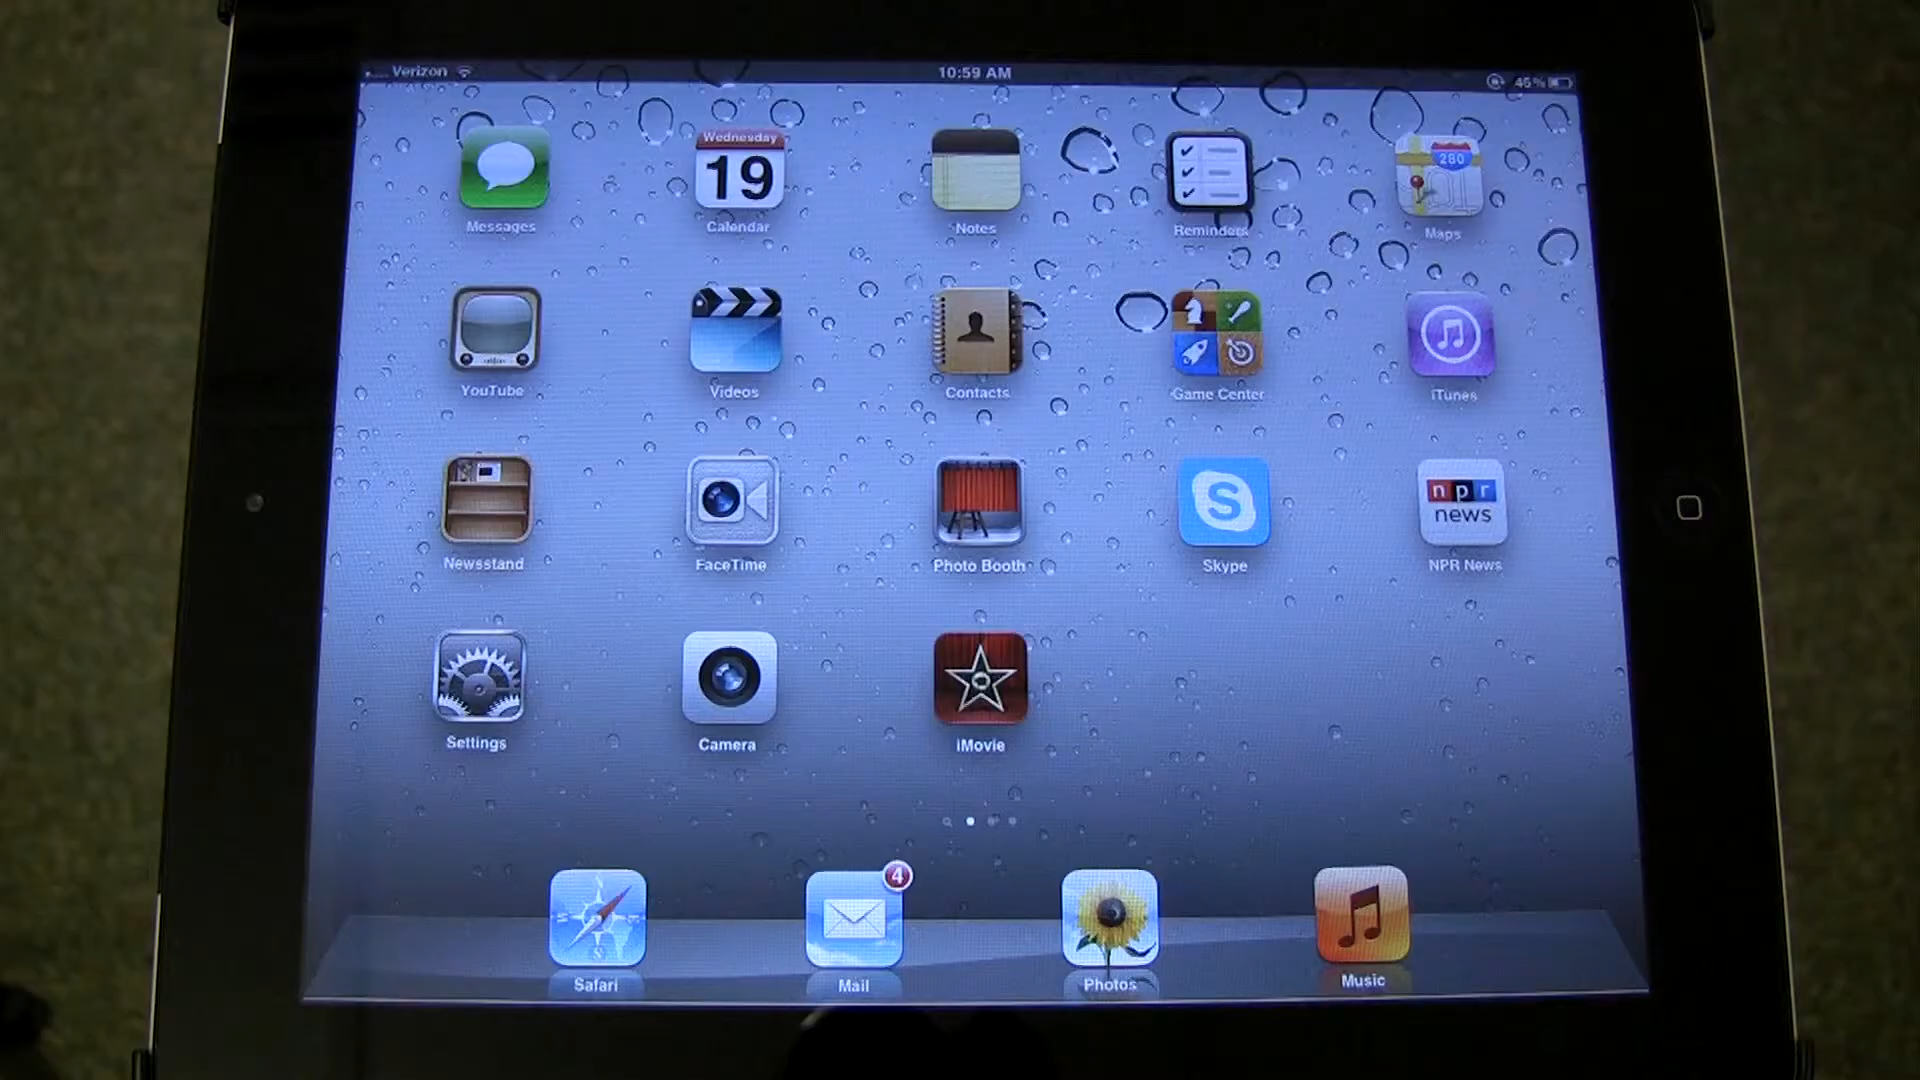 Verizon 10:59 AM 45%
Wednesday 280
19
Messages Calendar Notes Reminders Maps
YouTube Videos Contacts Game Center iTunes
npr
news
Newsstand FaceTime Photo Booth Skype NPR News
Settings Camera iMovie
4
Safari Mail Photos Music